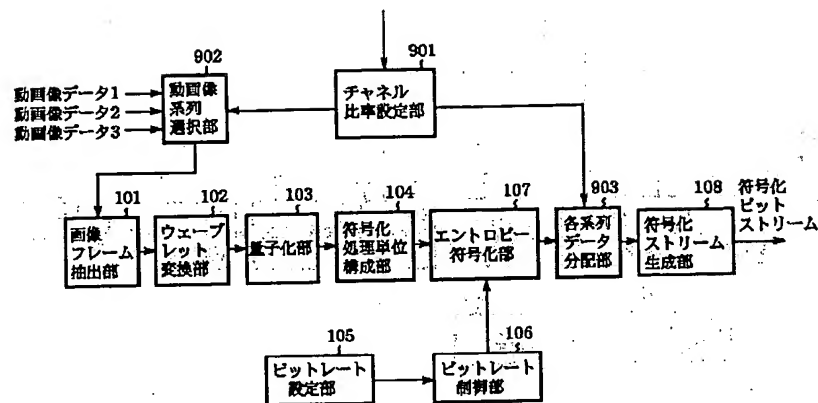 902
901
動画像データ1
動画像データ2
動画像データ3
動画像
系列
選択部
チャネル
比率設定部
101
102
103
104
107
903
108
符号化
ビット
ストリーム
画像
フレーム
抽出部
ウェーブ
レット
変換部
量子化部
符号化
処理単位
構成部
エントロピー
符号化部
各系列
データ
分配部
符号化
ストリーム
生成部
105
106
ビットレート
設定部
ビットレート
制御部